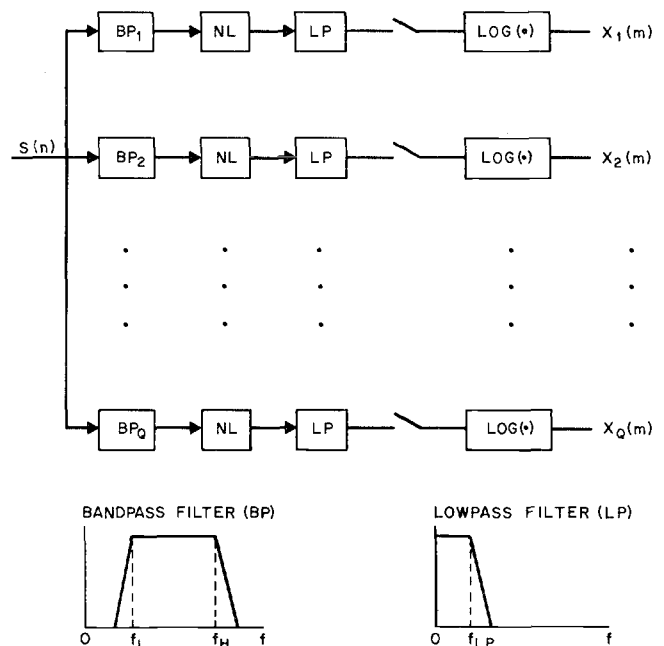 BP1 NL LP LOG(•) X1(m)
S(n)
BP2 NL LP LOG(•) X2(m)
BPQ NL LP LOG(•) XQ(m)
BANDPASS FILTER (BP) LOWPASS FILTER (LP)
0 fL fH f 0 fLP f